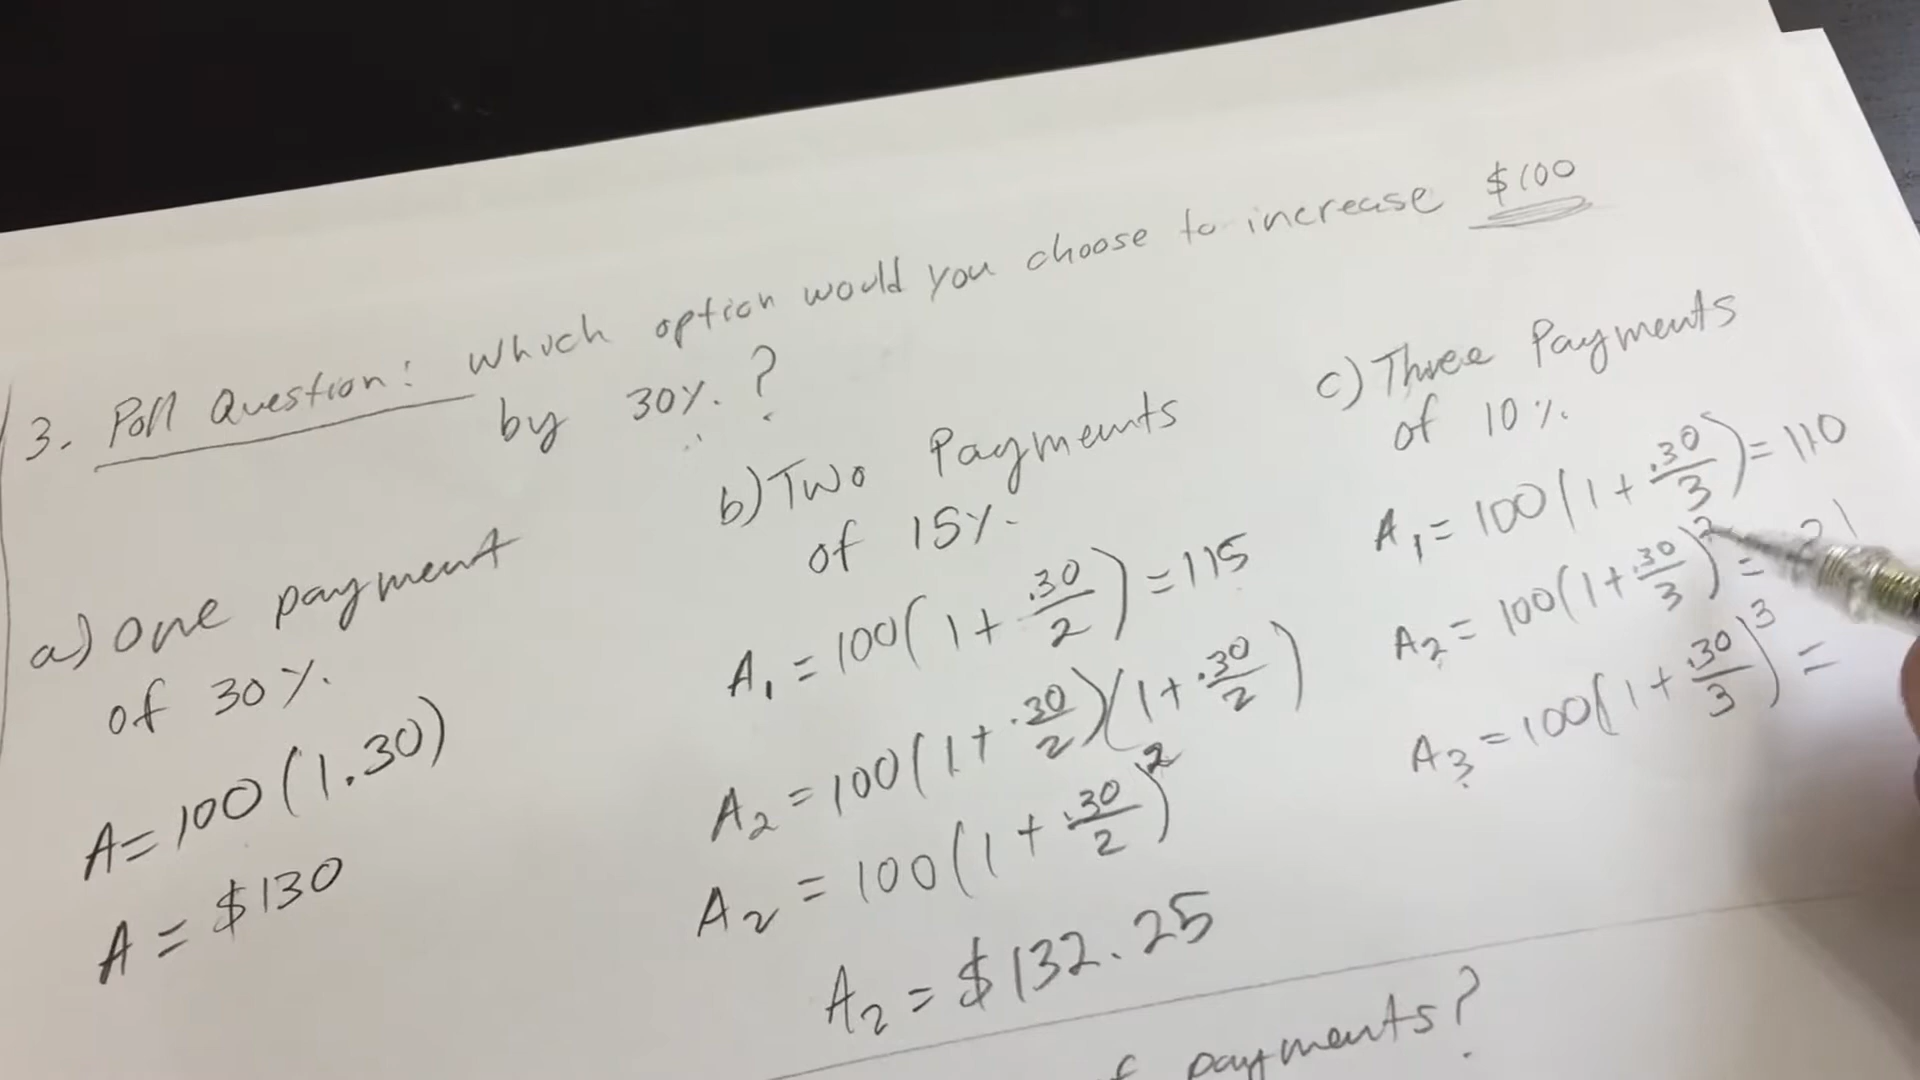 3. Poll Question: Which option would you choose to increase $100
by 30%.?
a) One payment
of 30%.
A = 100(1.30)
A = $130
b) Two Payments
of 15%.
A₁ = 100(1 + .30/2) = 115
A₂ = 100(1 + .30/2)(1 + .30/2)
A₂ = 100(1 + .30/2)²
A₂ = $132.25
c) Three Payments
of 10%.
A₁ = 100(1 + .30/3) = 110
A₂ = 100(1 + .30/3)² = 21
A₃ = 100(1 + .30/3)³ =
payments?